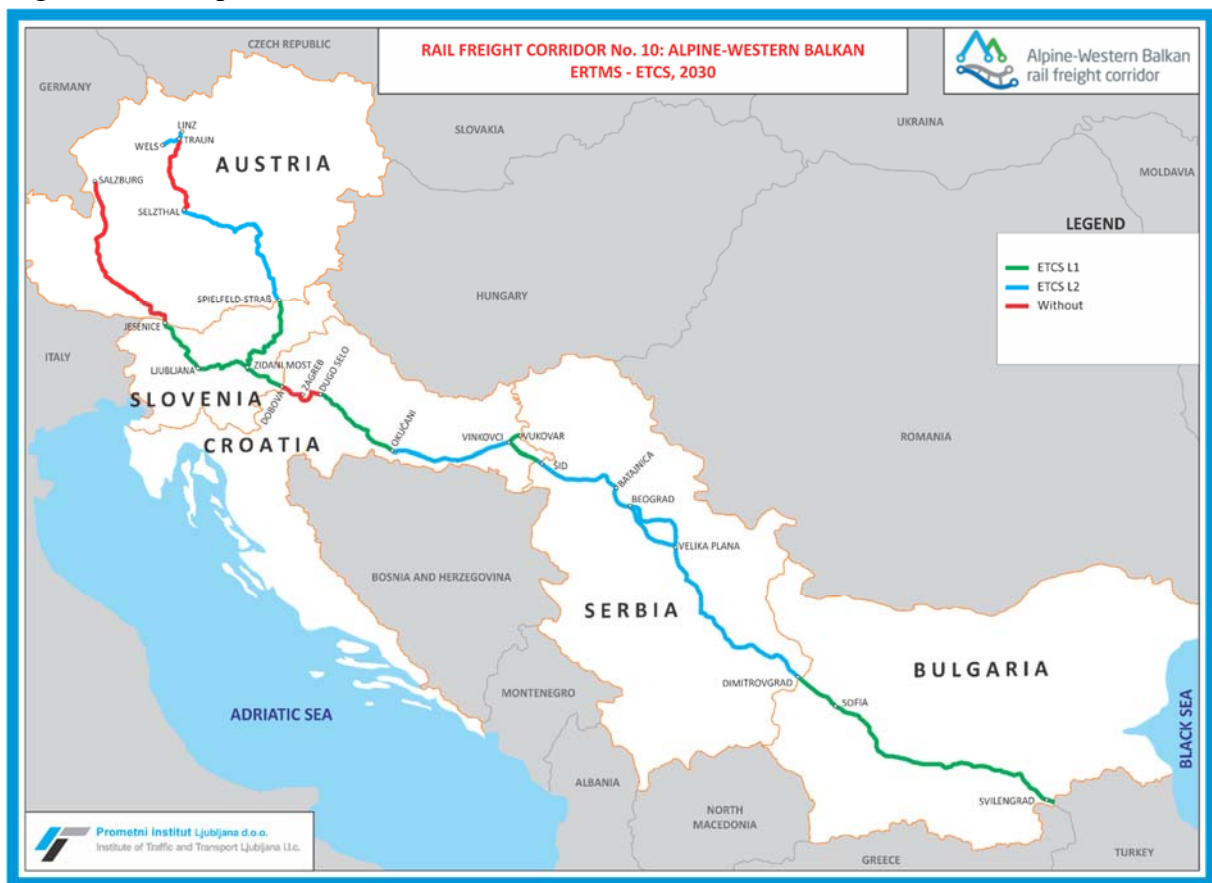 RAIL FREIGHT CORRIDOR No. 10: ALPINE-WESTERN BALKAN
ERTMS - ETCS, 2030
Alpine-Western Balkan
rail freight corridor
CZECH REPUBLIC
GERMANY
SLOVAKIA
UKRAINE
MOLDAVIA
LINZ
TRAUN
WELS
AUSTRIA
SALZBURG
SELZTHAL
LEGEND
ETCS L1
ETCS L2
Without
HUNGARY
SPIELFELD-STRAß
JESENICE
ITALY
LJUBLJANA
ZIDANI MOST
ZAGREB
DUGO SELO
SLOVENIA
DOBOVA
CROATIA
OKUČANI
VINKOVCI
VUKOVAR
ŠID
BATAJNICA
BEOGRAD
ROMANIA
VELIKA PLANA
BOSNIA AND HERZEGOVINA
SERBIA
BULGARIA
DIMITROVGRAD
MONTENEGRO
SOFIA
ADRIATIC SEA
BLACK SEA
ALBANIA
SVILENGRAD
NORTH
MACEDONIA
GREECE
TURKEY
Prometni institut Ljubljana d.o.o.
Institute of Traffic and Transport Ljubljana l.l.c.